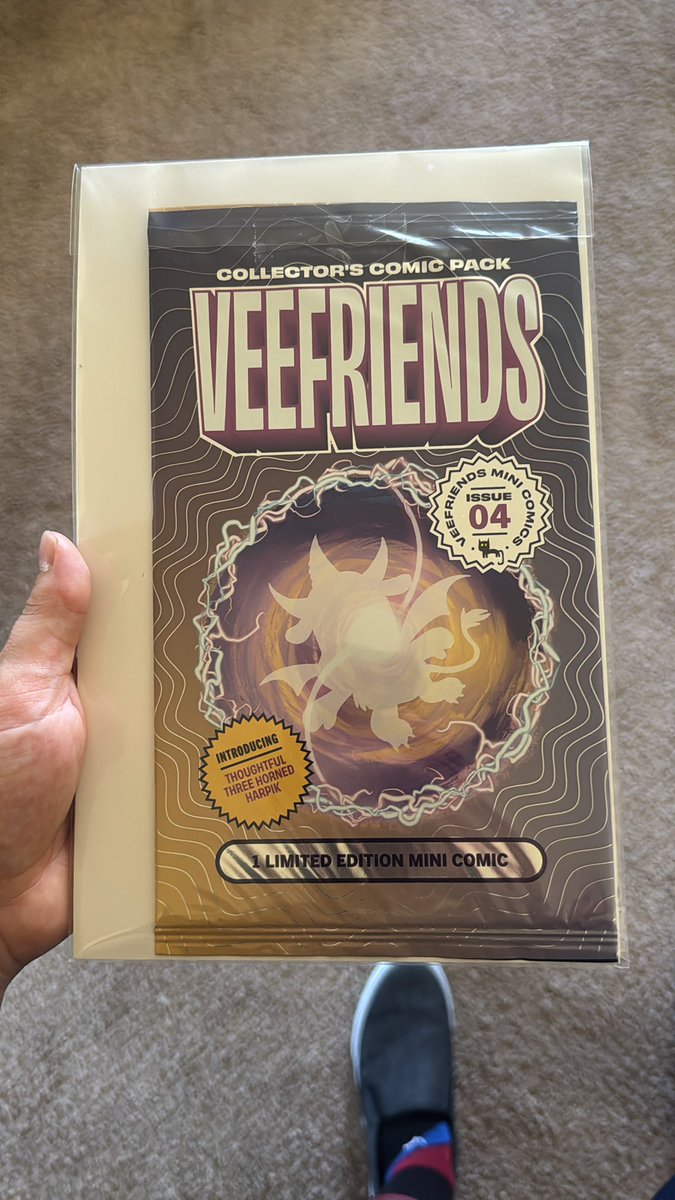 COLLECTOR'S COMIC PACK
VEEFRIENDS
VEEFRIENDS MINI COMICS
ISSUE
04
INTRODUCING
THOUGHTFUL
THREE HORNED
HARPIK
1 LIMITED EDITION MINI COMIC